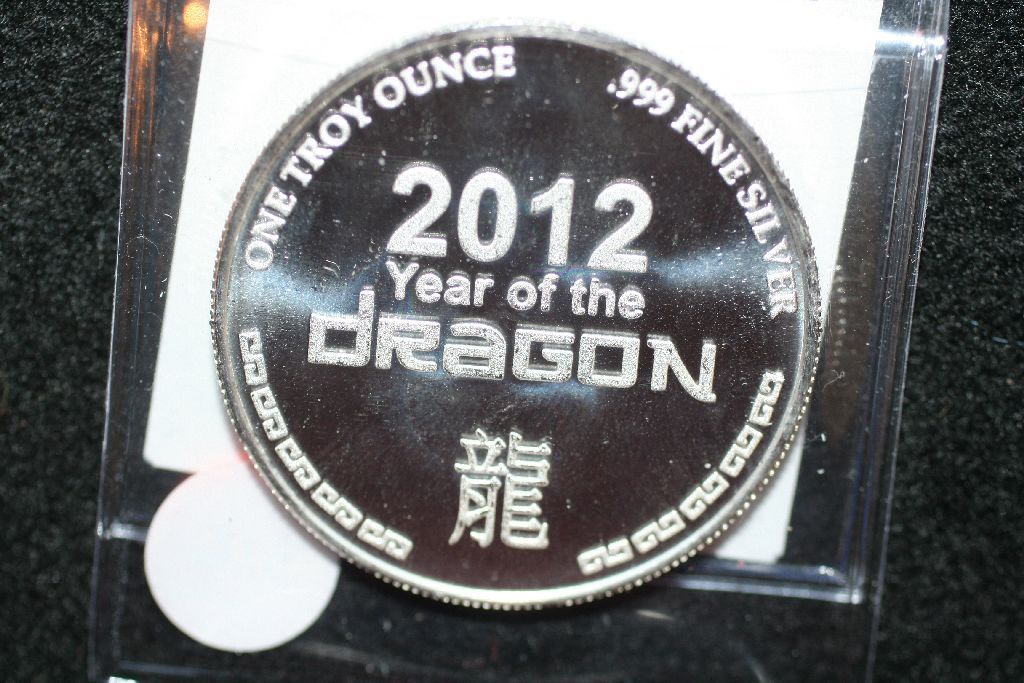 ONE TROY OUNCE
.999 FINE SILVER
2012
Year of the
DRAGON
龍